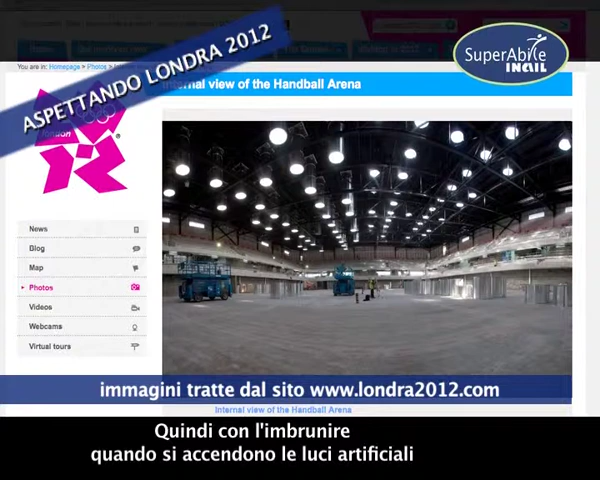 ASPETTANDO LONDRA 2012
SuperAbile
INAIL
You are in: Homepage > Photos >
Internal view of the Handball Arena
london
News
Blog
Map
Photos
Videos
Webcams
Virtual tours
immagini tratte dal sito www.londra2012.com
Internal view of the Handball Arena
Quindi con l'imbrunire
quando si accendono le luci artificiali